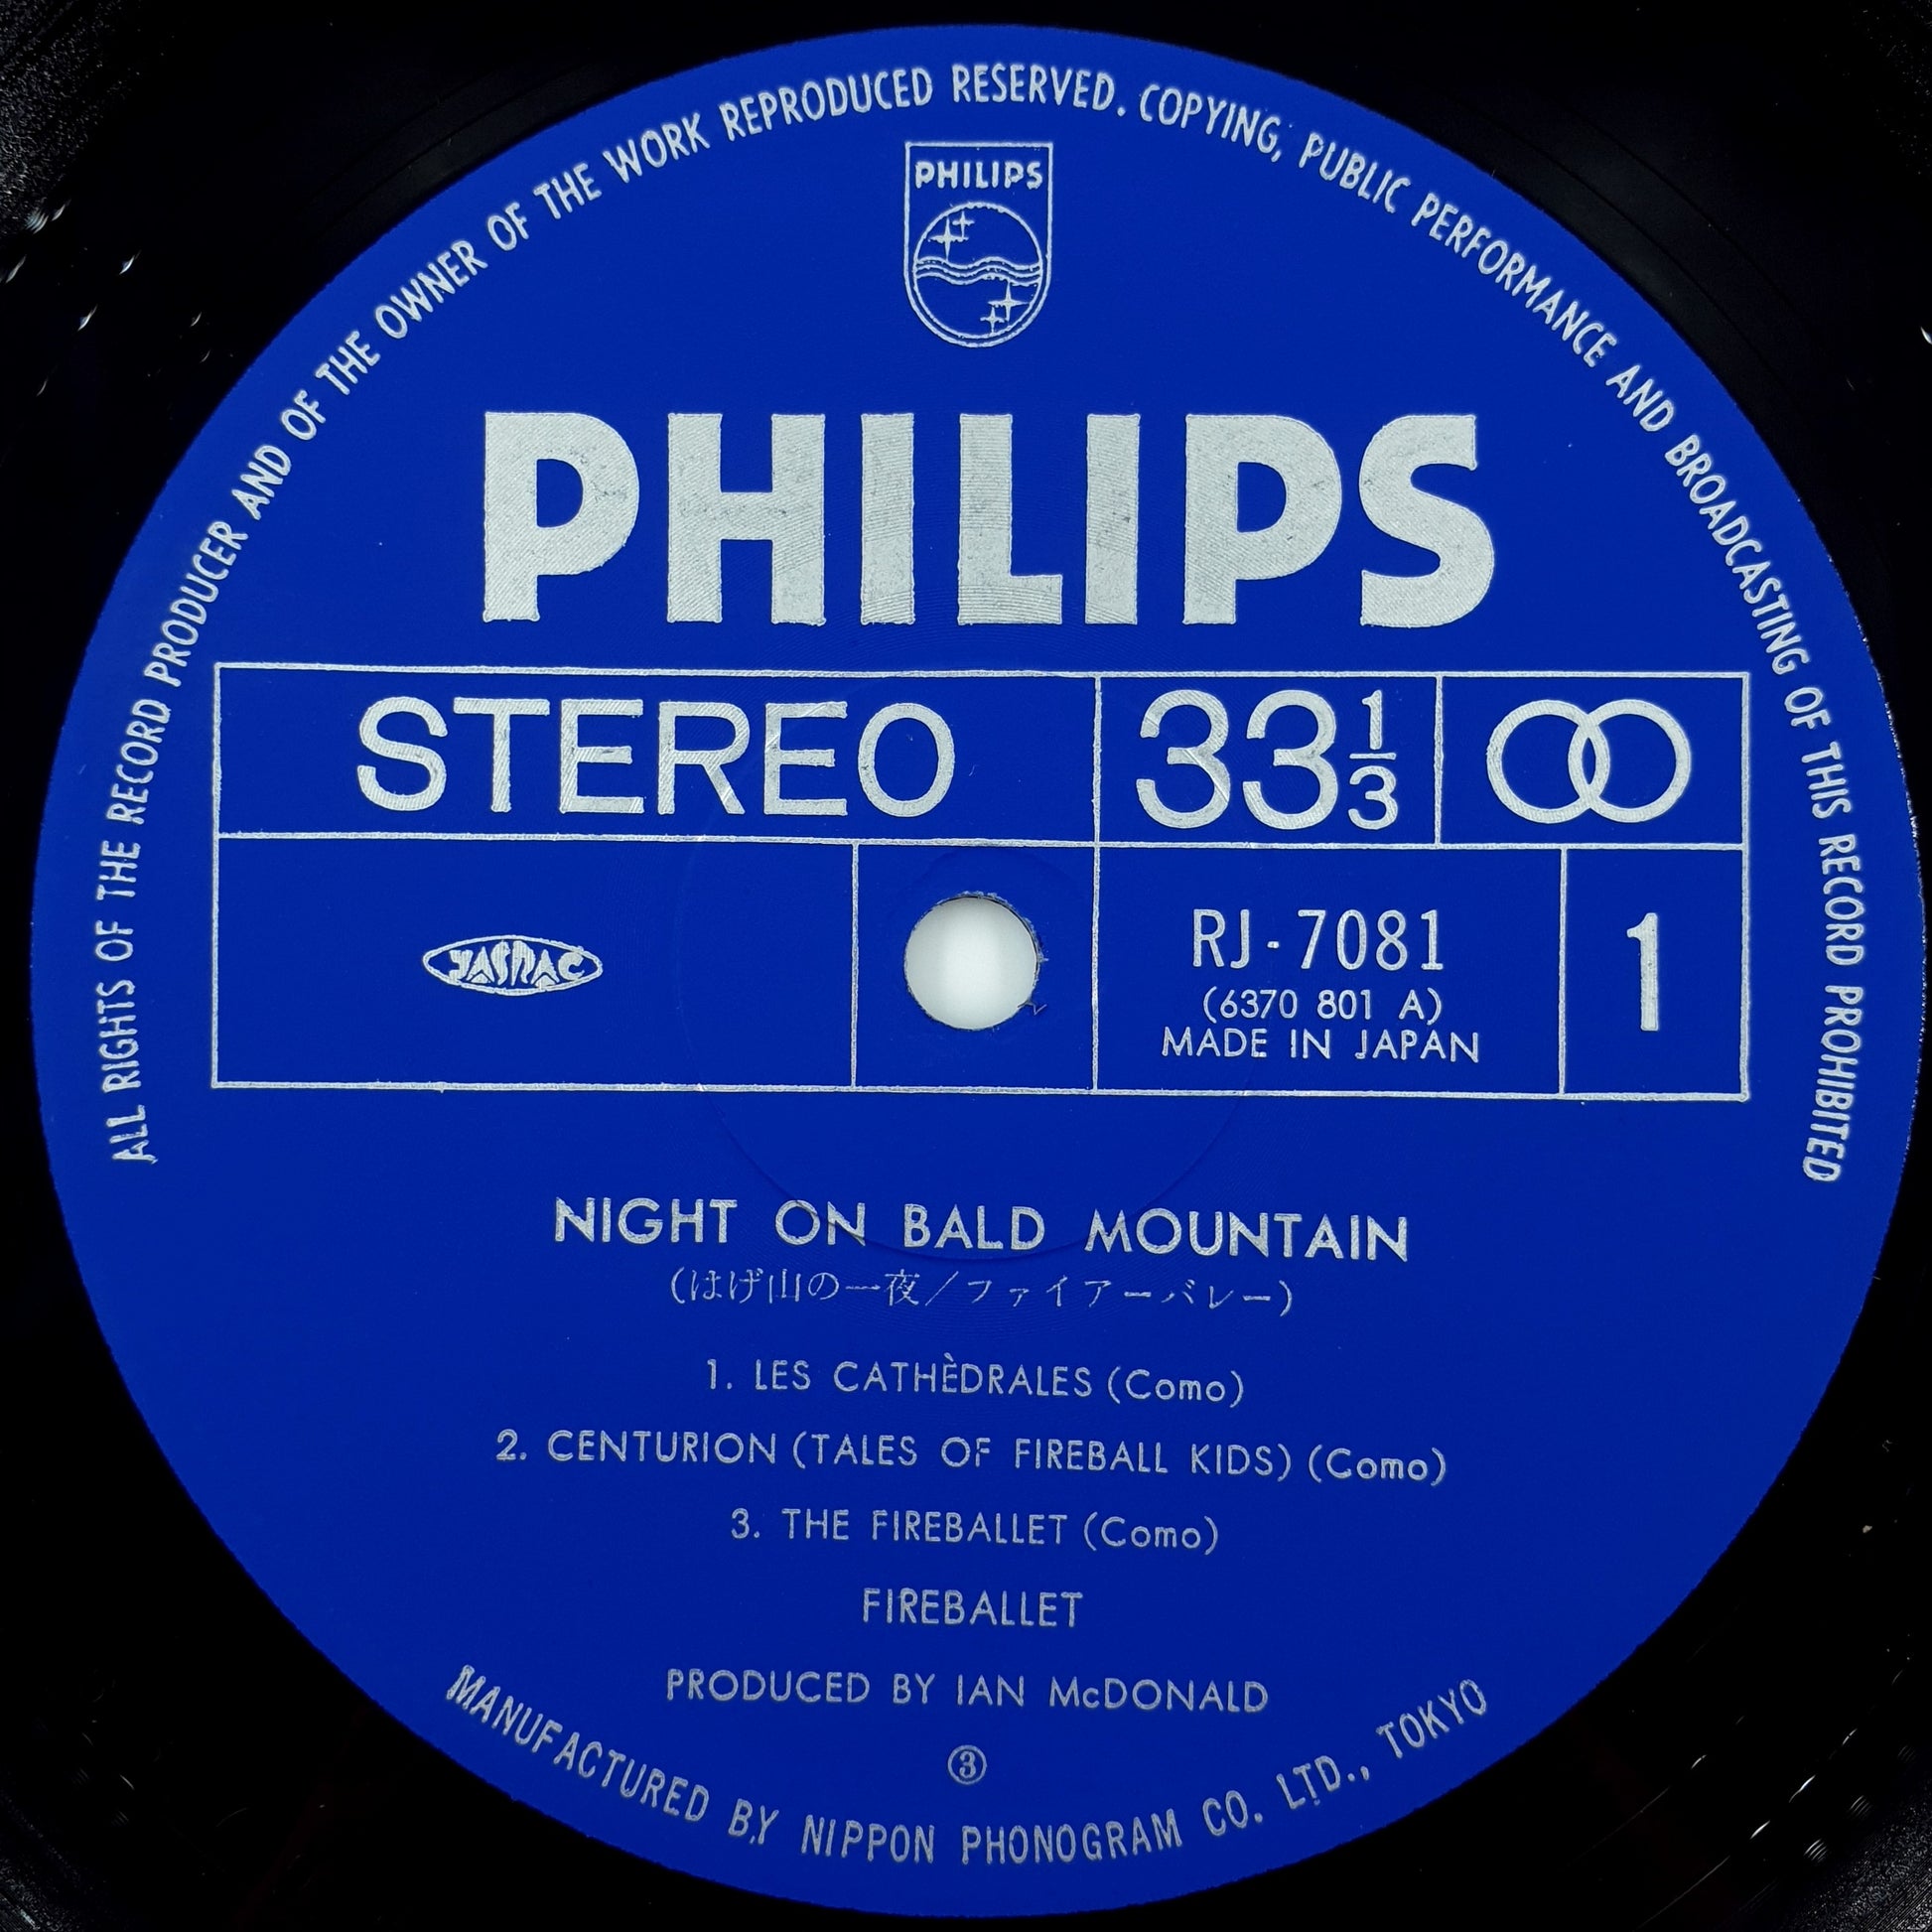 ALL RIGHTS OF THE RECORD PRODUCER AND OF THE OWNER OF THE WORK REPRODUCED RESERVED. COPYING, PUBLIC PERFORMANCE AND BROADCASTING OF THIS RECORD PROHIBITED
PHILIPS
PHILIPS
STEREO
33 1/3
JASRAC
RJ-7081
(6370 801 A)
MADE IN JAPAN
1
NIGHT ON BALD MOUNTAIN
(はげ山の一夜/ファイアーバレー)
1. LES CATHÈDRALES (Como)
2. CENTURION (TALES OF FIREBALL KIDS) (Como)
3. THE FIREBALLET (Como)
FIREBALLET
PRODUCED BY IAN McDONALD
③
MANUFACTURED BY NIPPON PHONOGRAM CO. LTD., TOKYO